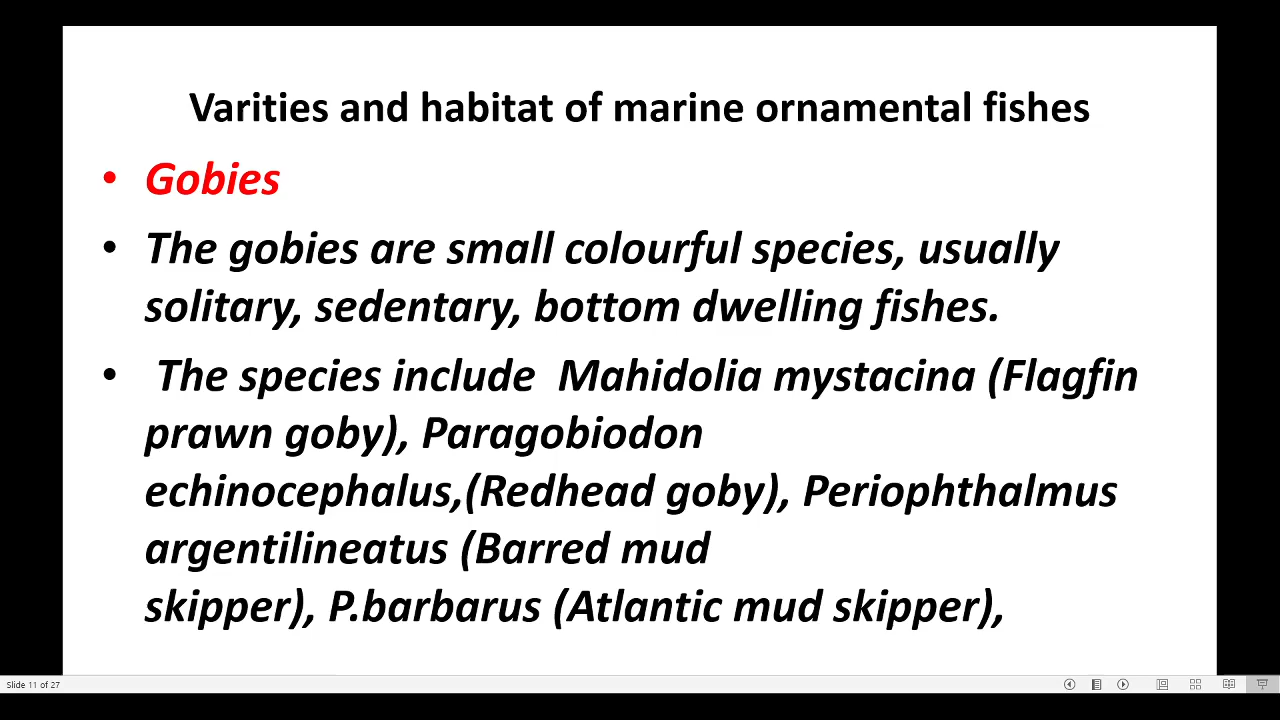 Varities and habitat of marine ornamental fishes
• Gobies
• The gobies are small colourful species, usually
solitary, sedentary, bottom dwelling fishes.
• The species include  Mahidolia mystacina (Flagfin
prawn goby), Paragobiodon
echinocephalus,(Redhead goby), Periophthalmus
argentilineatus (Barred mud
skipper), P.barbarus (Atlantic mud skipper),
Slide 11 of 27